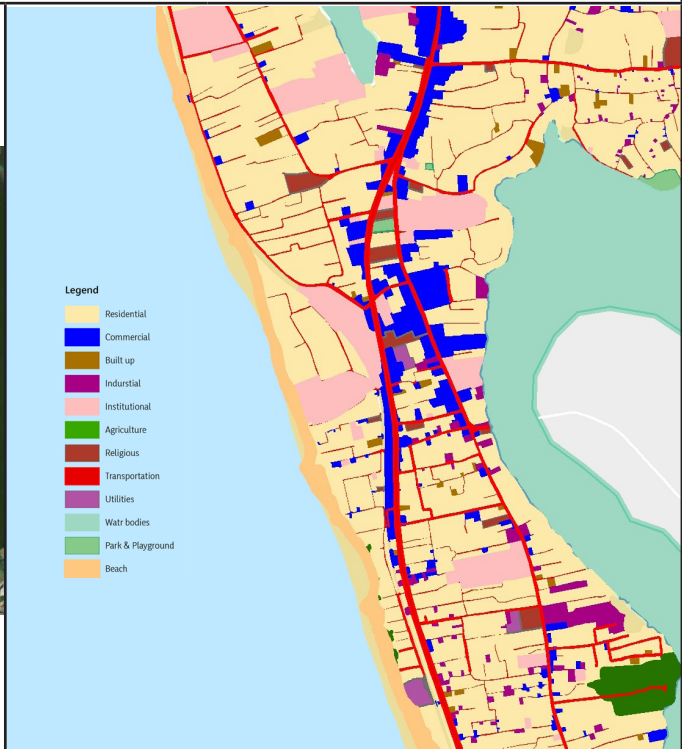 Legend
Residential
Commercial
Built up
Indurstial
Institutional
Agriculture
Religious
Transportation
Utilities
Watr bodies
Park & Playground
Beach